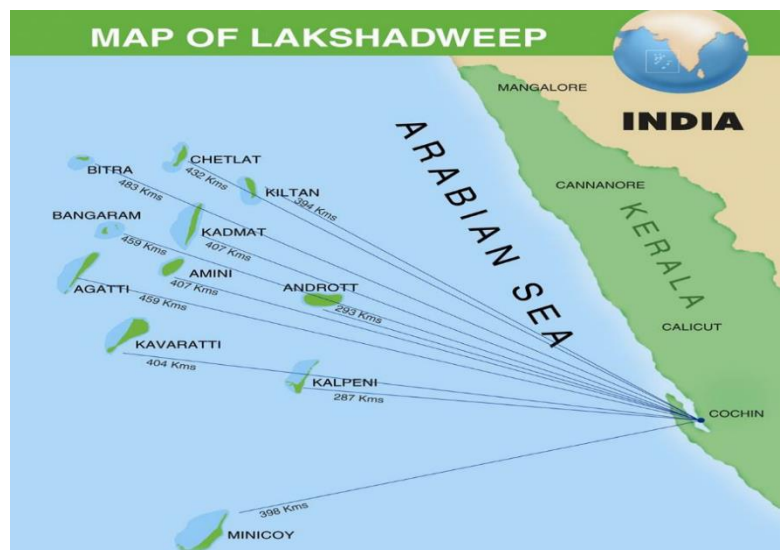 MAP OF LAKSHADWEEP
INDIA
MANGALORE
ARABIAN SEA
CANNANORE
KERALA
CALICUT
COCHIN
BITRA
483 Kms
CHETLAT
432 Kms
KILTAN
394 Kms
BANGARAM
459 Kms
KADMAT
407 Kms
AGATTI
459 Kms
AMINI
407 Kms
ANDROTT
293 Kms
KAVARATTI
404 Kms
KALPENI
287 Kms
398 Kms
MINICOY